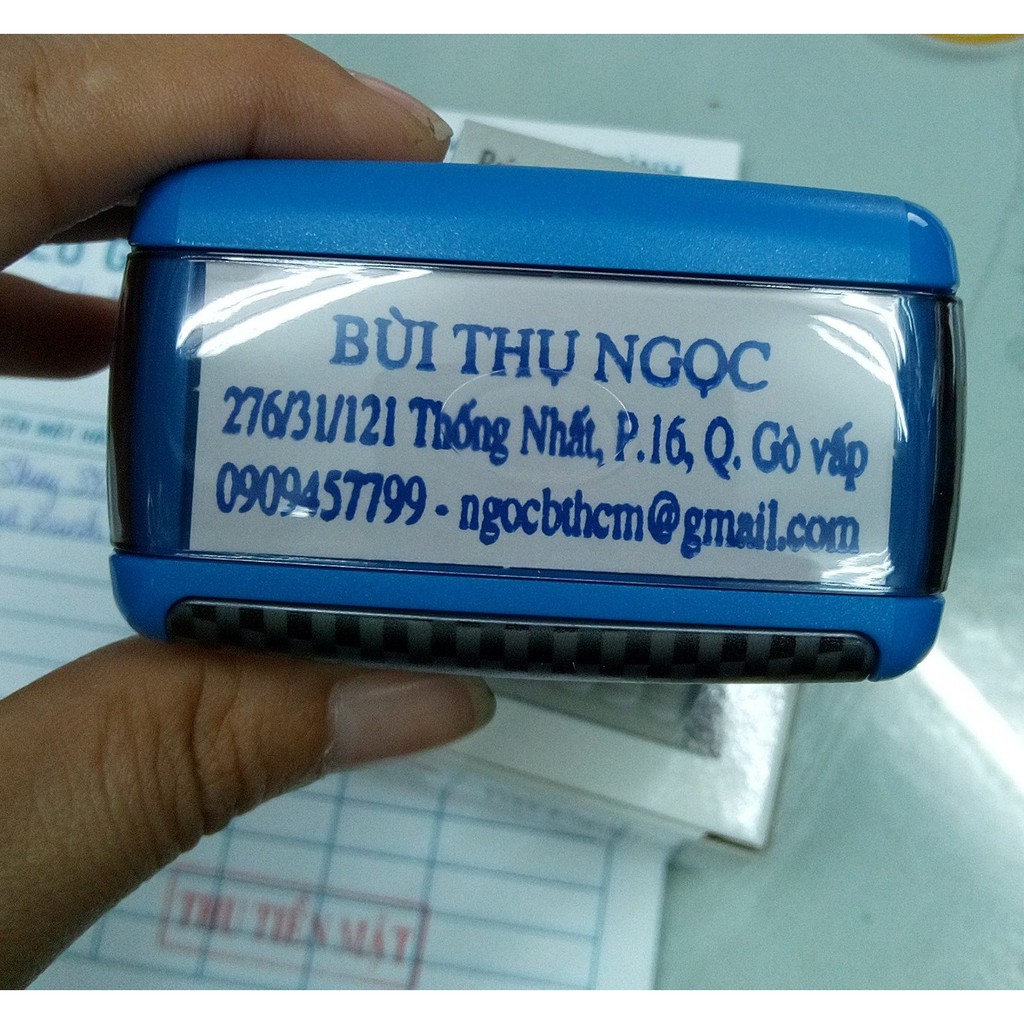 BÙI THỤ NGỌC
276/31/121 Thống Nhất, P.16, Q. Gò vấp
0909457799 - ngocbthcm@gmail.com
THU TIỀN MẶT